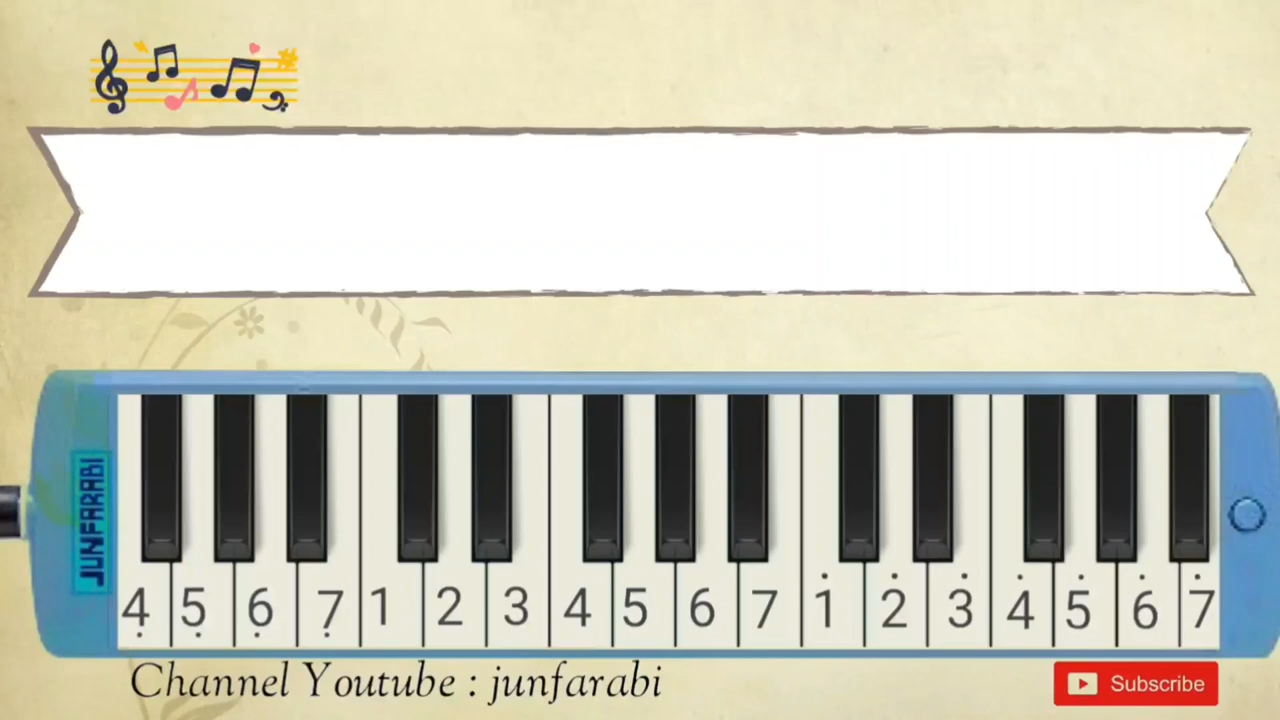 JUNFARABI
4̣ 5̣ 6̣ 7̣ 1 2 3 4 5 6 7 1̇ 2̇ 3̇ 4̇ 5̇ 6̇ 7̇
Channel Youtube : junfarabi
Subscribe